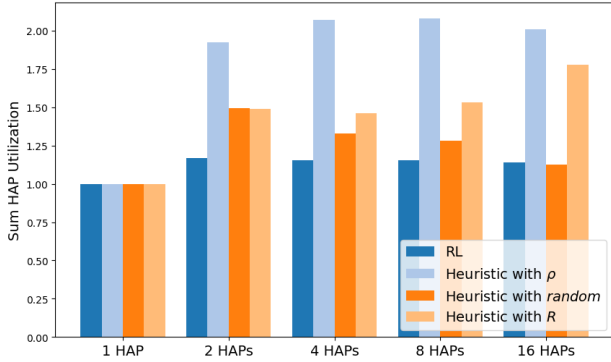 Sum HAP Utilization
2.00
1.75
1.50
1.25
1.00
0.75
0.50
0.25
0.00
1 HAP 2 HAPs 4 HAPs 8 HAPs 16 HAPs
RL
Heuristic with ρ
Heuristic with random
Heuristic with R